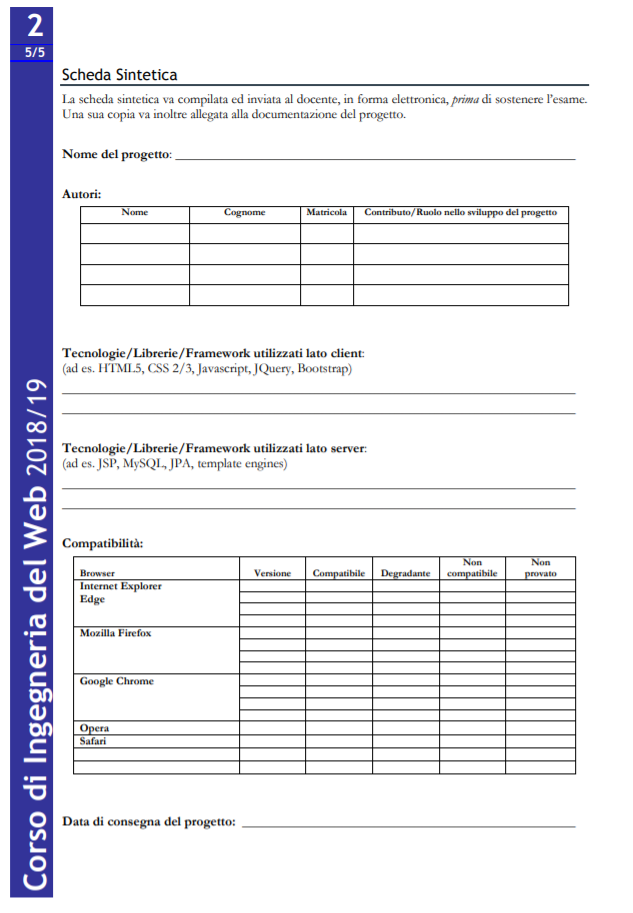 2
5/5
Corso di Ingegneria del Web 2018/19
Scheda Sintetica
La scheda sintetica va compilata ed inviata al docente, in forma elettronica, prima di sostenere l'esame.
Una sua copia va inoltre allegata alla documentazione del progetto.
Nome del progetto:
Autori:
Nome Cognome Matricola Contributo/Ruolo nello sviluppo del progetto
Tecnologie/Librerie/Framework utilizzati lato client:
(ad es. HTML5, CSS 2/3, Javascript, JQuery, Bootstrap)
Tecnologie/Librerie/Framework utilizzati lato server:
(ad es. JSP, MySQL, JPA, template engines)
Compatibilità:
Browser Versione Compatibile Degradante Non compatibile Non provato
Internet Explorer
Edge
Mozilla Firefox
Google Chrome
Opera
Safari
Data di consegna del progetto: